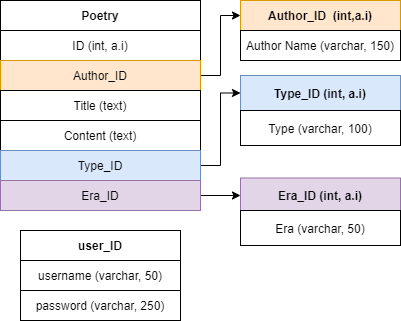 Poetry
ID (int, a.i)
Author_ID
Title (text)
Content (text)
Type_ID
Era_ID
Author_ID (int,a.i)
Author Name (varchar, 150)
Type_ID (int, a.i)
Type (varchar, 100)
Era_ID (int, a.i)
Era (varchar, 50)
user_ID
username (varchar, 50)
password (varchar, 250)